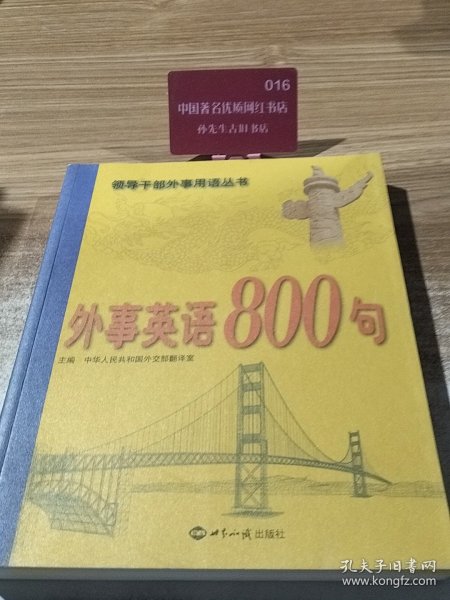 016
中国著名优质网红书店
孙先生古旧书店
领导干部外事用语丛书
外事英语800句
主编 中华人民共和国外交部翻译室
世界知识出版社
孔夫子旧书网
www.kongfz.com